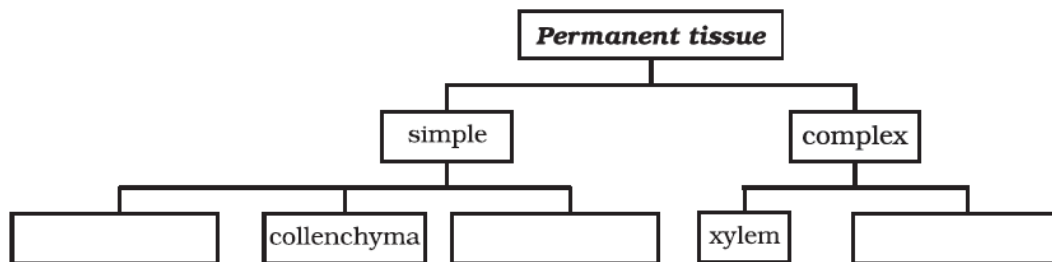 Permanent tissue
simple
complex
collenchyma
xylem